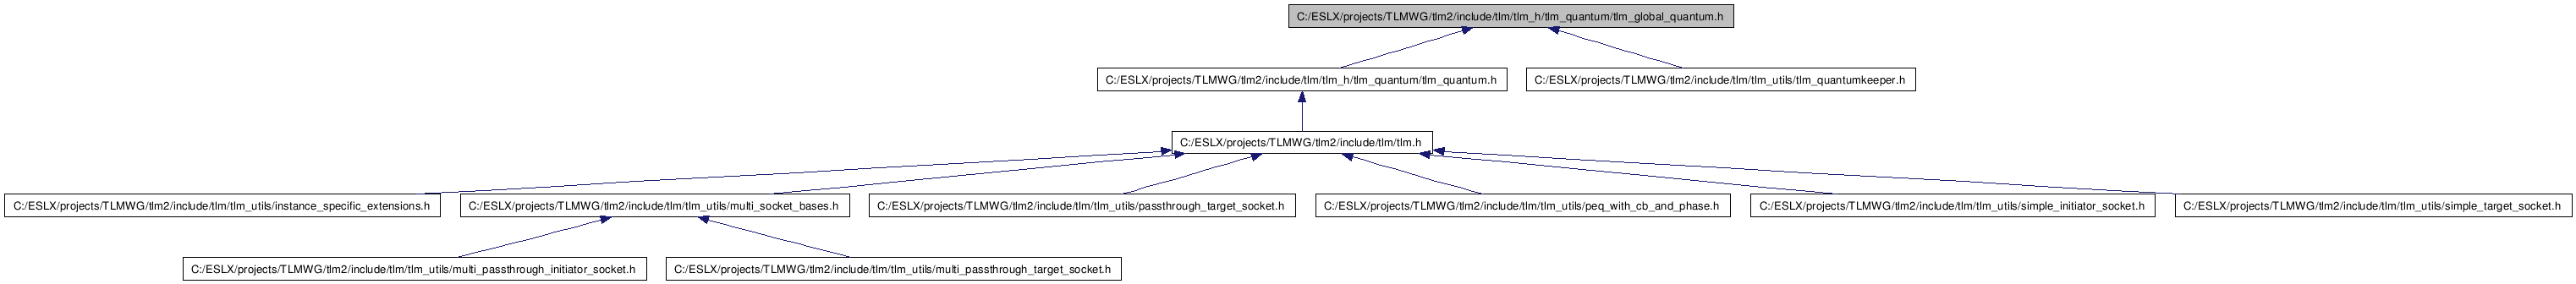 C:/ESLX/projects/TLMWG/tlm2/include/tlm/tlm_h/tlm_quantum/tlm_global_quantum.h
C:/ESLX/projects/TLMWG/tlm2/include/tlm/tlm_h/tlm_quantum/tlm_quantum.h
C:/ESLX/projects/TLMWG/tlm2/include/tlm/tlm_utils/tlm_quantumkeeper.h
C:/ESLX/projects/TLMWG/tlm2/include/tlm/tlm.h
C:/ESLX/projects/TLMWG/tlm2/include/tlm/tlm_utils/instance_specific_extensions.h
C:/ESLX/projects/TLMWG/tlm2/include/tlm/tlm_utils/multi_socket_bases.h
C:/ESLX/projects/TLMWG/tlm2/include/tlm/tlm_utils/passthrough_target_socket.h
C:/ESLX/projects/TLMWG/tlm2/include/tlm/tlm_utils/peq_with_cb_and_phase.h
C:/ESLX/projects/TLMWG/tlm2/include/tlm/tlm_utils/simple_initiator_socket.h
C:/ESLX/projects/TLMWG/tlm2/include/tlm/tlm_utils/simple_target_socket.h
C:/ESLX/projects/TLMWG/tlm2/include/tlm/tlm_utils/multi_passthrough_initiator_socket.h
C:/ESLX/projects/TLMWG/tlm2/include/tlm/tlm_utils/multi_passthrough_target_socket.h